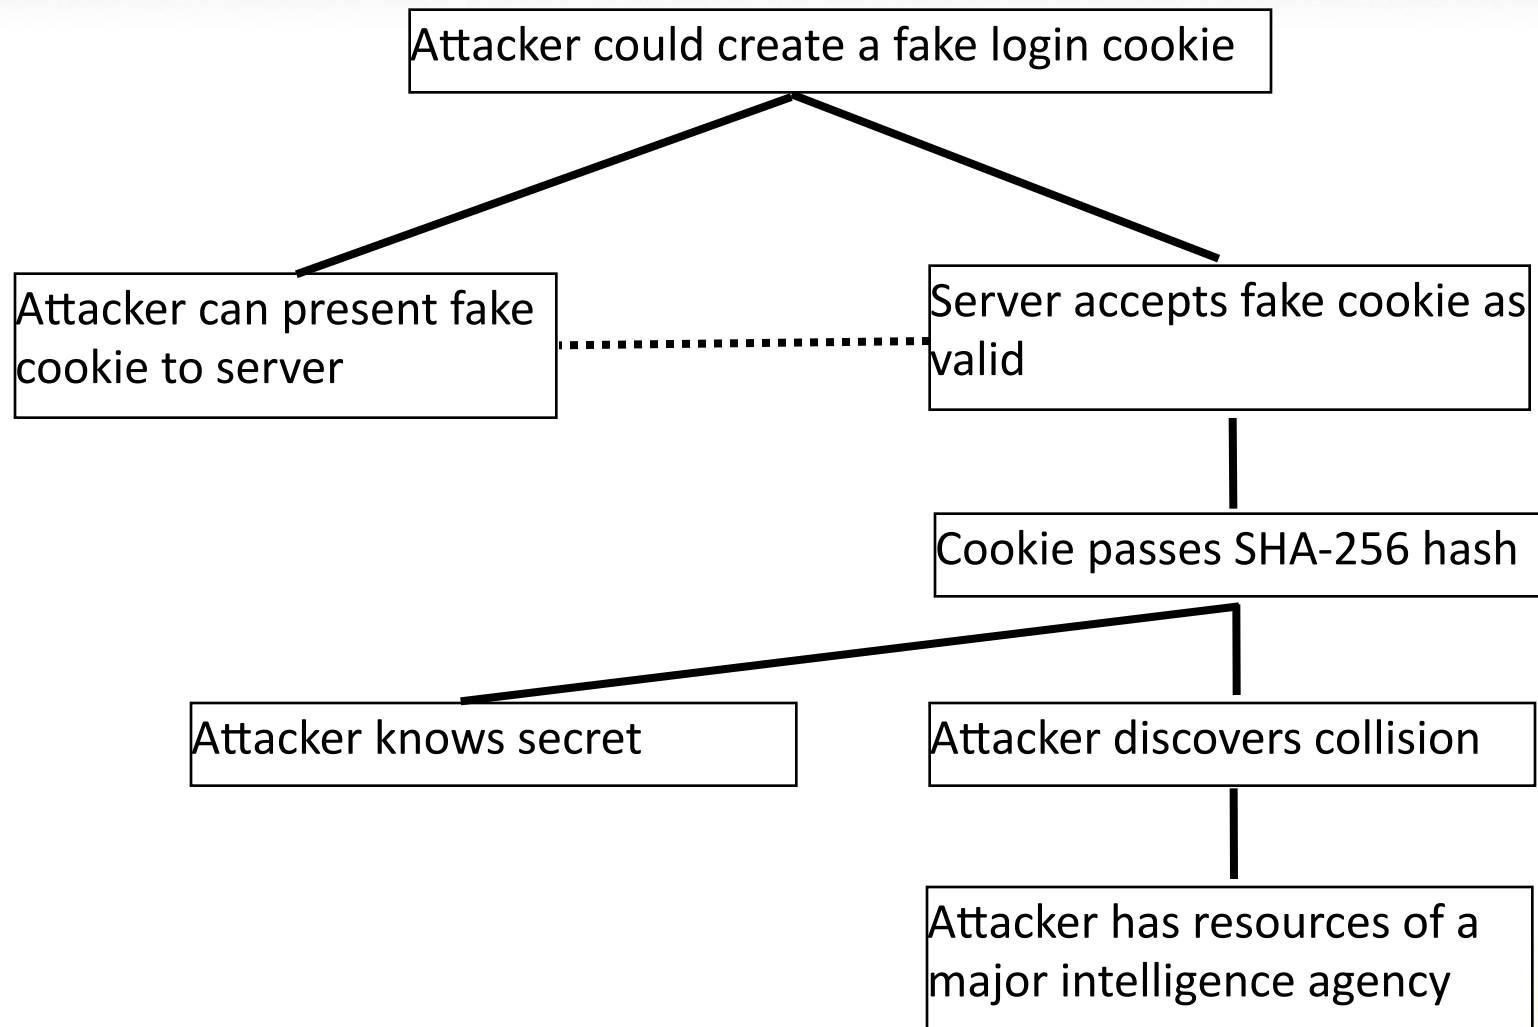 Attacker could create a fake login cookie
Attacker can present fake
cookie to server
Server accepts fake cookie as
valid
Cookie passes SHA-256 hash
Attacker knows secret
Attacker discovers collision
Attacker has resources of a
major intelligence agency